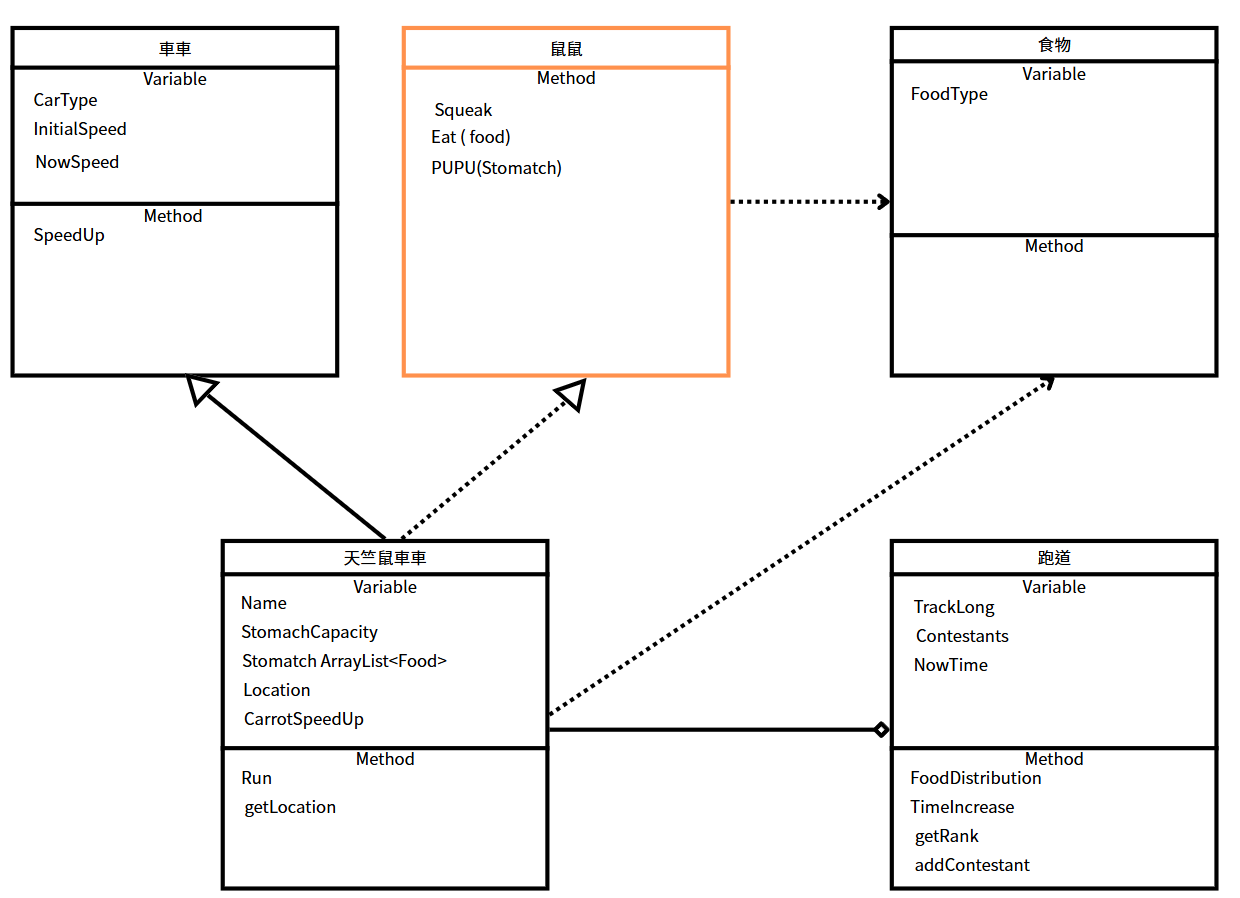 車車
Variable
CarType
InitialSpeed
NowSpeed
Method
SpeedUp
鼠鼠
Method
Squeak
Eat ( food)
PUPU(Stomatch)
食物
Variable
FoodType
Method
天竺鼠車車
Variable
Name
StomachCapacity
Stomatch ArrayList<Food>
Location
CarrotSpeedUp
Method
Run
getLocation
跑道
Variable
TrackLong
Contestants
NowTime
Method
FoodDistribution
TimeIncrease
getRank
addContestant